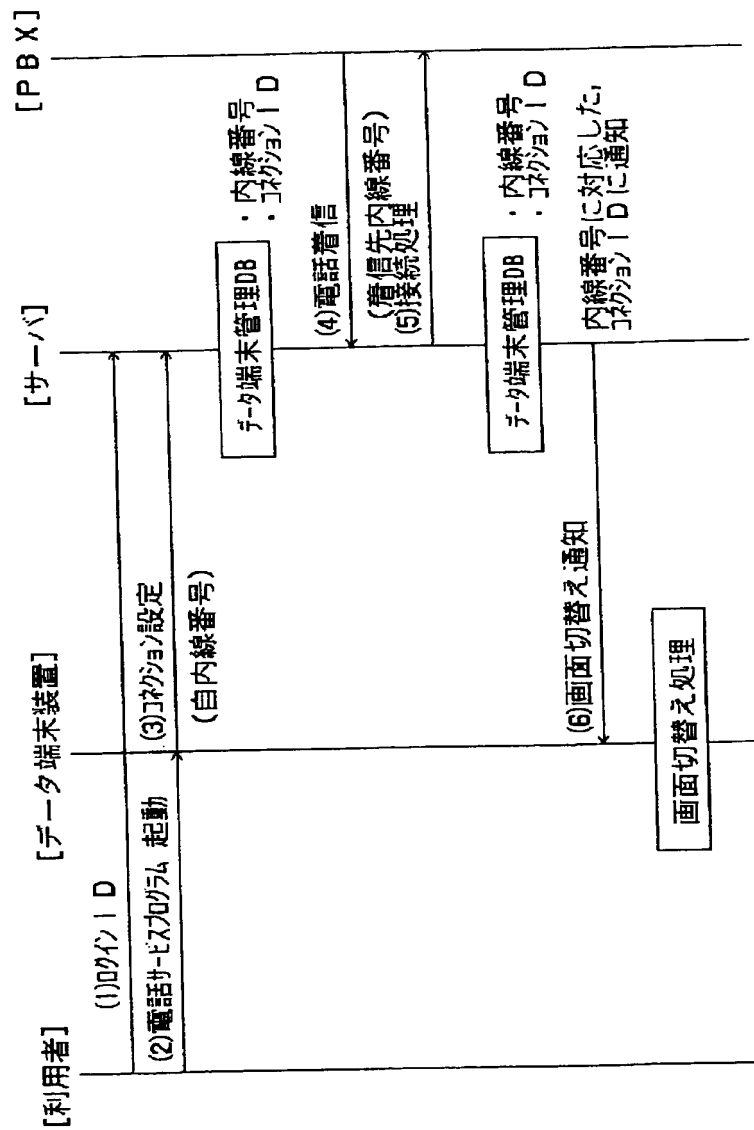 [利用者]
[データ端末装置]
[サーバ]
[PBX]
(1)ログインID
(2)電話サービスプログラム 起動
(3)コネクション設定
(自内線番号)
データ端末管理DB
・内線番号
・コネクションID
(4)電話着信
(着信先内線番号)
(5)接続処理
データ端末管理DB
・内線番号
・コネクションID
内線番号に対応した,
コネクションIDに通知
(6)画面切替え通知
画面切替え処理